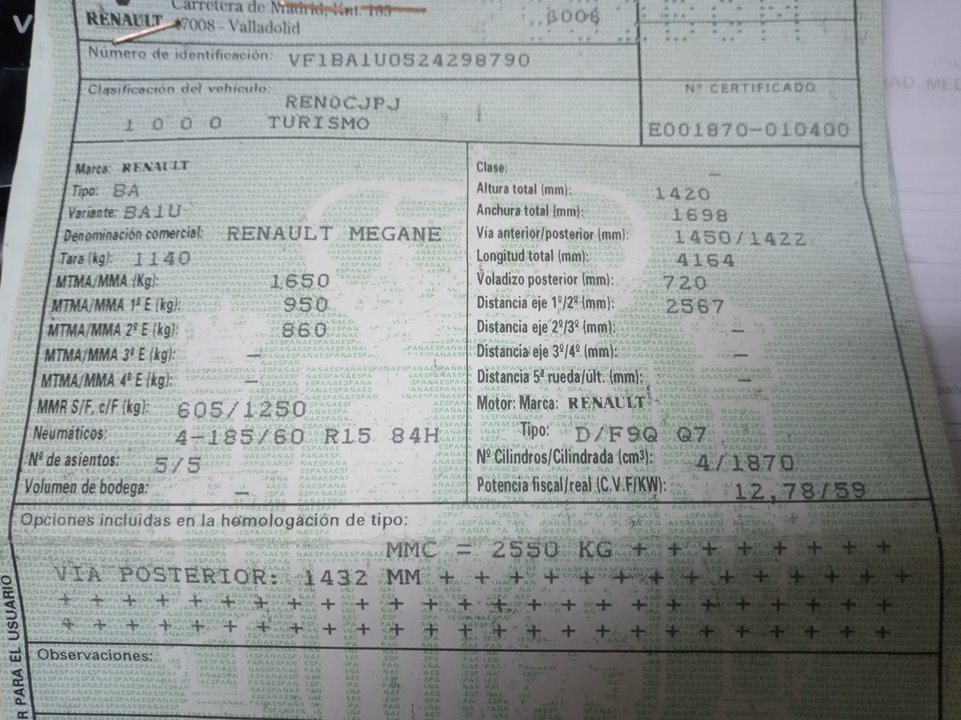 Carretera de Madrid, Km. 185
RENAULT 47008 - Valladolid
Número de identificación: VF1BA1U0524298790
Clasificación del vehículo:
REN0CJPJ
1 0 0 0 TURISMO
Nº CERTIFICADO
E001870-010400
Marca: RENAULT
Tipo: BA
Variante: BA1U
Denominación comercial: RENAULT MEGANE
Tara (kg): 1140
MTMA/MMA (Kg): 1650
MTMA/MMA 1º E (kg): 950
MTMA/MMA 2º E (kg): 860
MTMA/MMA 3º E (kg): —
MTMA/MMA 4º E (kg): —
MMR S/F, c/F (kg): 605/1250
Neumáticos: 4-185/60 R15 84H
Nº de asientos: 5/5
Volumen de bodega: —
Clase: —
Altura total (mm): 1420
Anchura total (mm): 1698
Vía anterior/posterior (mm): 1450/1422
Longitud total (mm): 4164
Voladizo posterior (mm): 720
Distancia eje 1º/2º (mm): 2567
Distancia eje 2º/3º (mm): —
Distancia eje 3º/4º (mm): —
Distancia 5ª rueda/últ. (mm): —
Motor: Marca: RENAULT
Tipo: D/F9Q Q7
Nº Cilindros/Cilindrada (cm³): 4/1870
Potencia fiscal/real (C.V.F/KW): 12,78/59
Opciones incluidas en la homologación de tipo:
MMC = 2550 KG + + + + + + + + +
VIA POSTERIOR: 1432 MM + + + + + + + + + + + + + +
+ + + + + + + + + + + + + + + + + + + + + + + + +
+ + + + + + + + + + + + + + + + + + + + + + + + +
Observaciones:
R PARA EL USUARIO